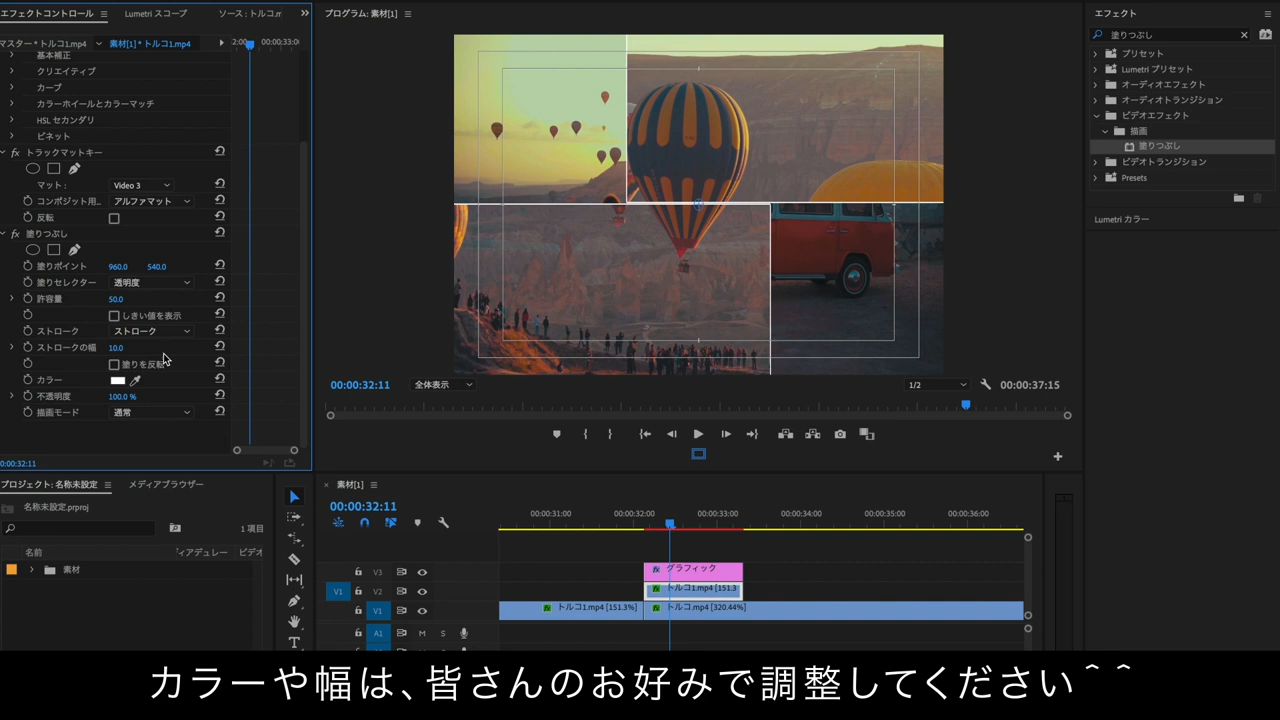 エフェクトコントロール
Lumetri スコープ
ソース : トルコ
マスター * トルコ1.mp4
素材[1] * トルコ1.mp4
2:00
00:00:33:0
基本補正
クリエイティブ
カーブ
カラーホイールとカラーマッチ
HSL セカンダリ
ビネット
fx トラックマットキー
マット :
Video 3
コンポジット用..
アルファマット
反転
fx 塗りつぶし
塗りポイント
960.0
540.0
塗りセレクター
透明度
許容量
50.0
しきい値を表示
ストローク
ストローク
ストロークの幅
10.0
塗りを反転
カラー
不透明度
100.0 %
描画モード
通常
00:00:32:11
プログラム: 素材[1]
00:00:32:11
全体表示
1/2
00:00:37:15
エフェクト
塗りつぶし
プリセット
Lumetri プリセット
オーディオエフェクト
オーディオトランジション
ビデオエフェクト
描画
塗りつぶし
ビデオトランジション
Presets
Lumetri カラー
プロジェクト: 名称未設定
メディアブラウザー
名称未設定.prproj
1 項目
名前
ィアデュレー
ビデオ
素材
素材[1]
00:00:32:11
00:00:31:00
00:00:32:00
00:00:33:00
00:00:34:00
00:00:35:00
00:00:36:00
V3
fx グラフィック
V1
V2
fx トルコ1.mp4 [151.3
V1
fx トルコ1.mp4 [151.3%]
fx トルコ.mp4 [320.44%]
A1
M
S
T
カラーや幅は、皆さんのお好みで調整してください＾＾